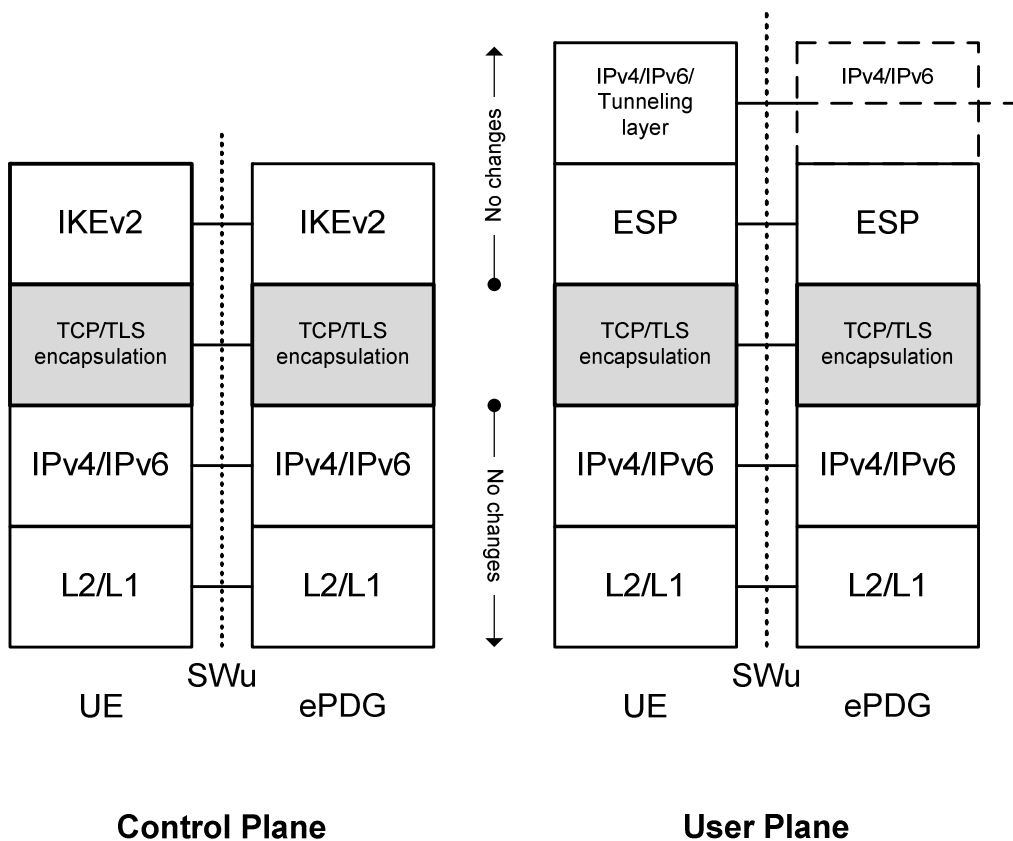 IPv4/IPv6/
Tunneling
layer
IPv4/IPv6
No changes
IKEv2
IKEv2
ESP
ESP
TCP/TLS
encapsulation
TCP/TLS
encapsulation
TCP/TLS
encapsulation
TCP/TLS
encapsulation
IPv4/IPv6
IPv4/IPv6
No changes
IPv4/IPv6
IPv4/IPv6
L2/L1
L2/L1
L2/L1
L2/L1
SWu
SWu
UE
ePDG
UE
ePDG
Control Plane
User Plane